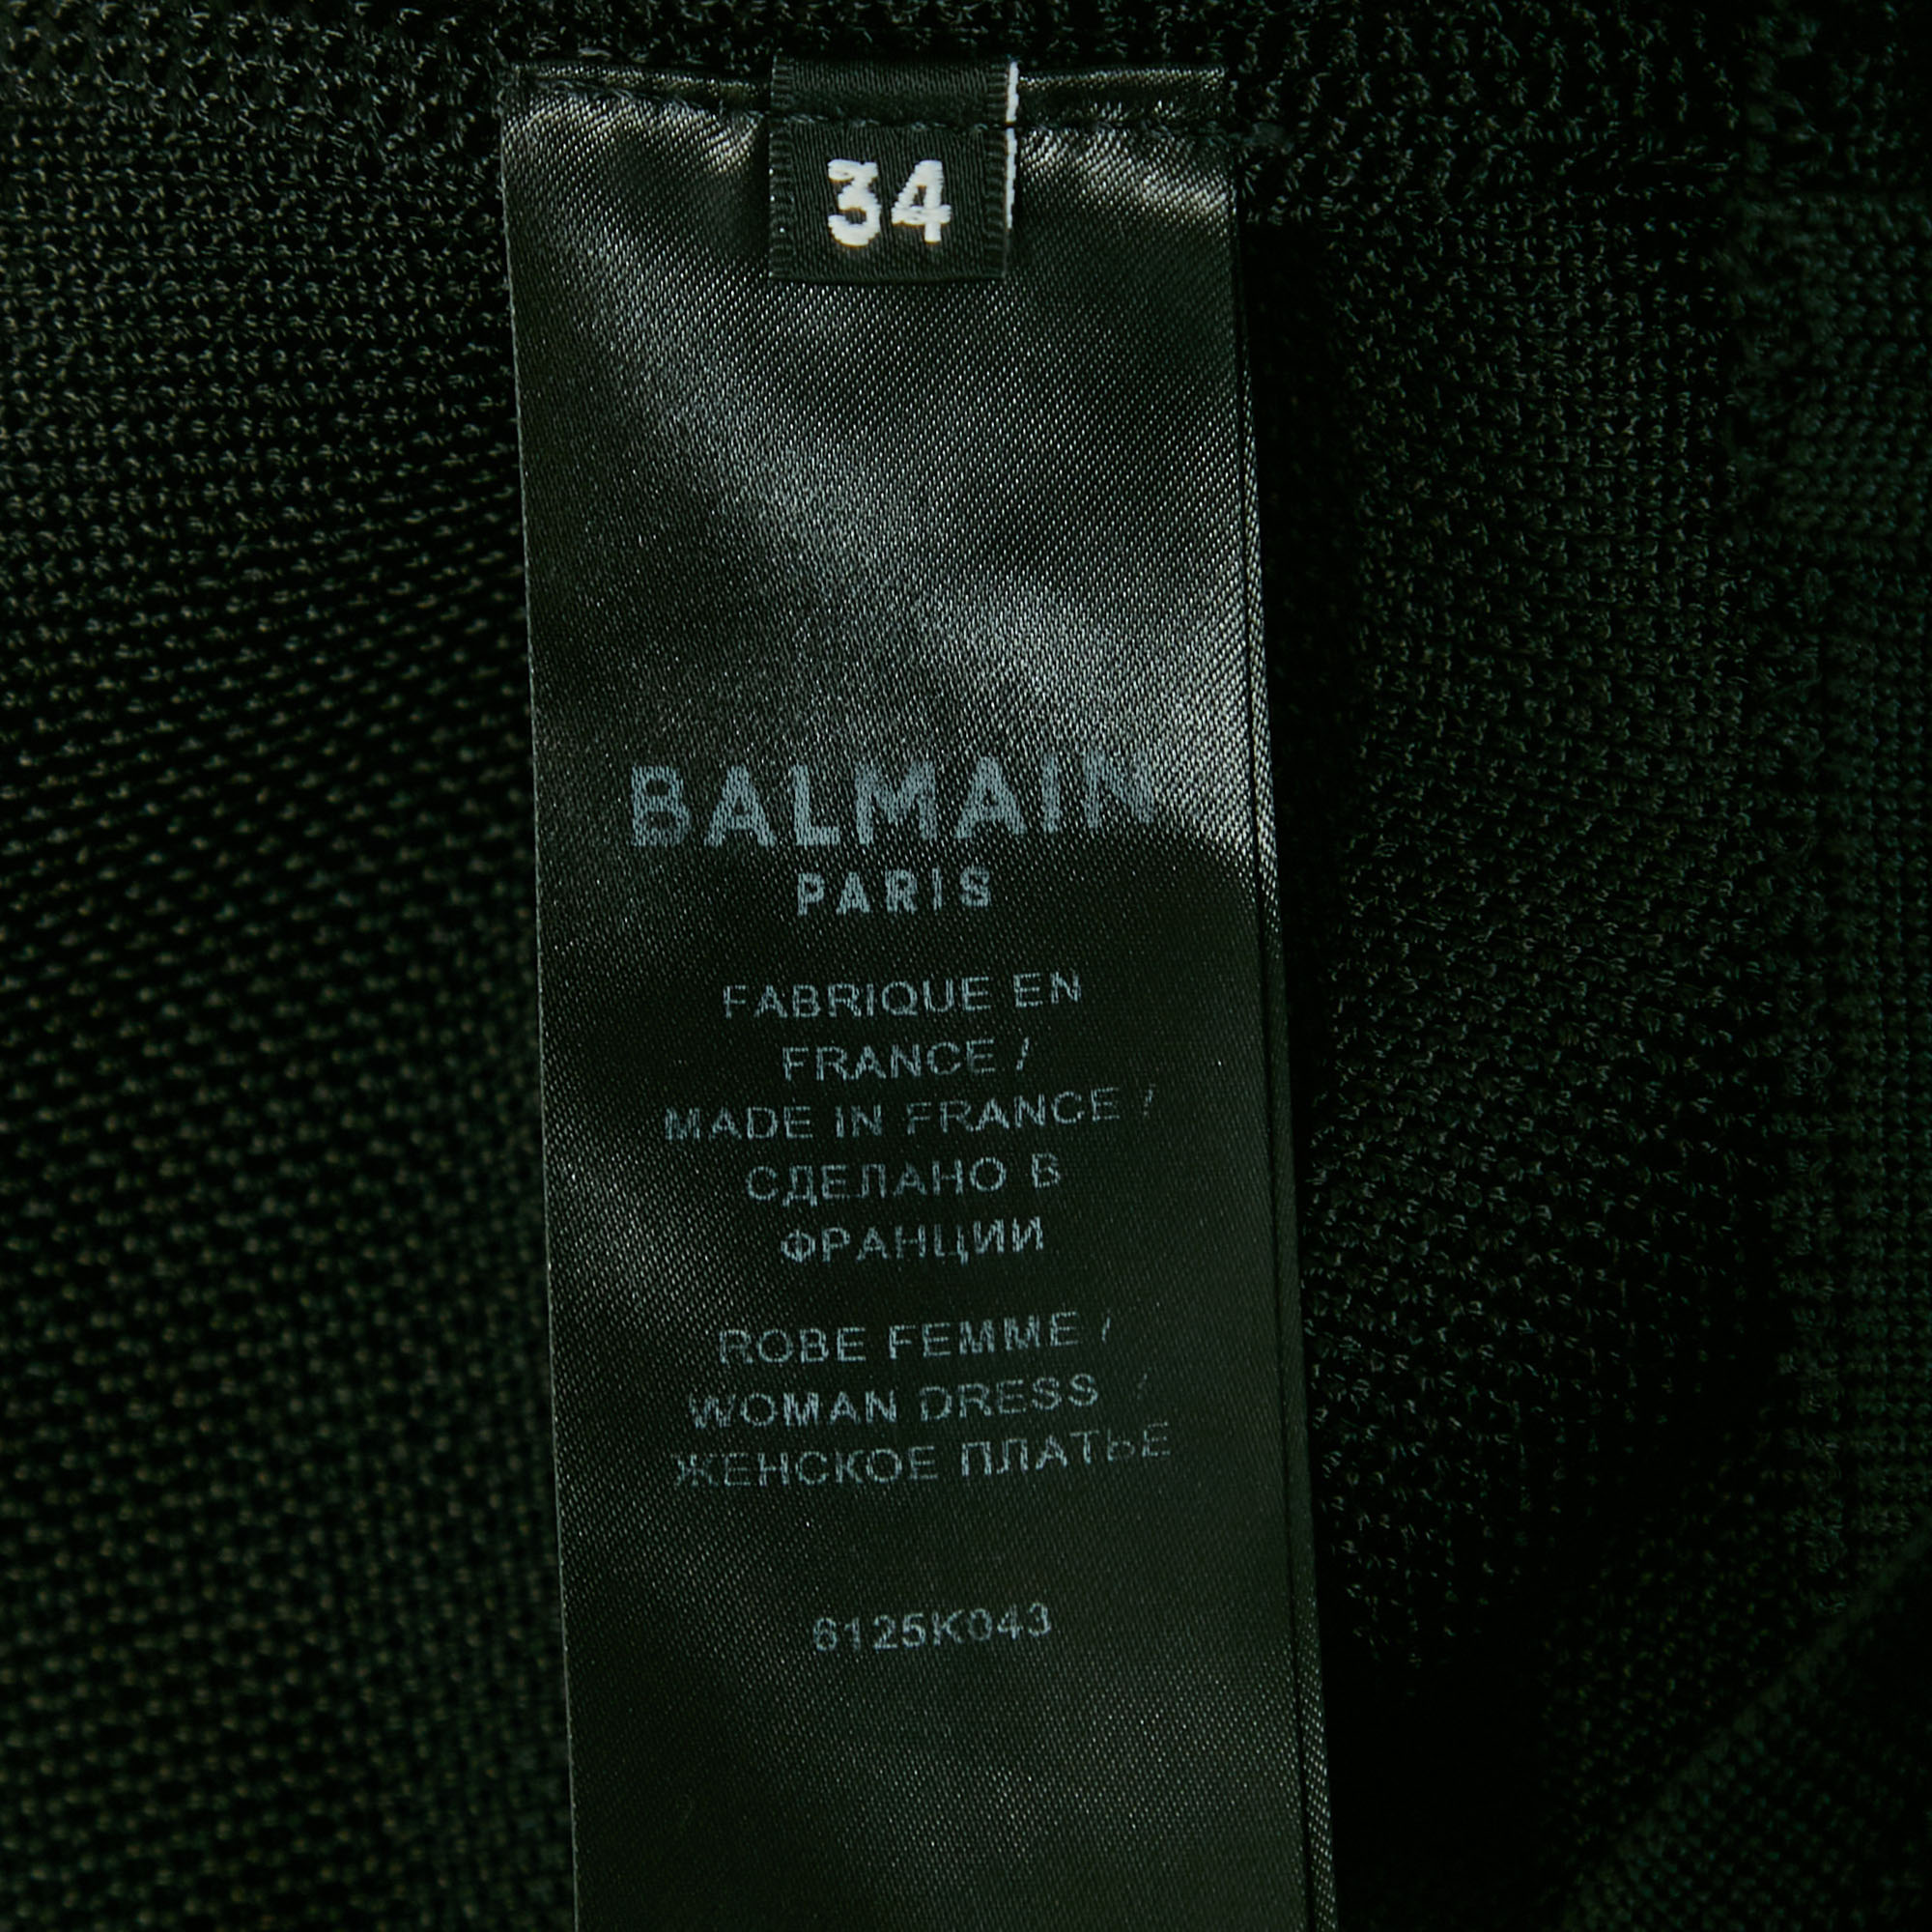 34
BALMAIN
PARIS
FABRIQUE EN
FRANCE /
MADE IN FRANCE /
СДЕЛАНО В
ФРАНЦИИ
ROBE FEMME /
WOMAN DRESS /
ЖЕНСКОЕ ПЛАТЬЕ
6125K043